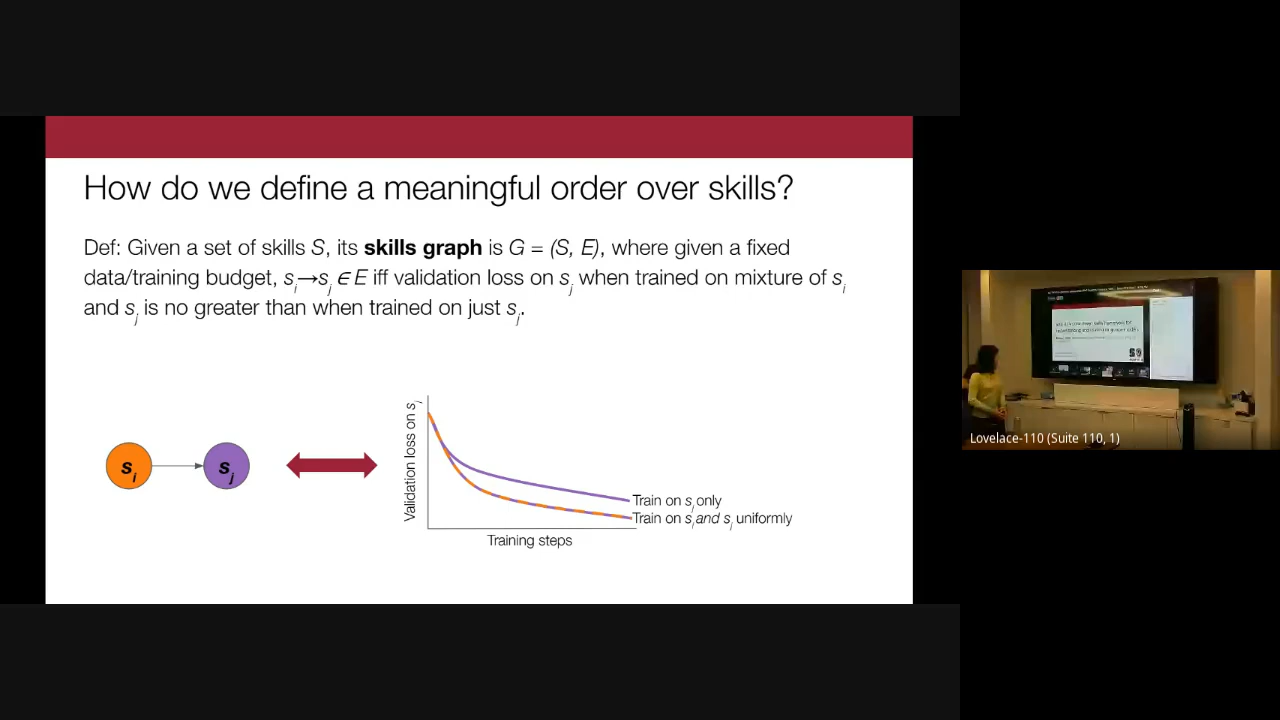 How do we define a meaningful order over skills?
Def: Given a set of skills S, its skills graph is G = (S, E), where given a fixed
data/training budget, s_i→s_j ϵ E iff validation loss on s_j when trained on mixture of s_i
and s_j is no greater than when trained on just s_j.
s_i
s_j
Validation loss on s_j
Train on s_j only
Train on s_i and s_j uniformly
Training steps
Lovelace-110 (Suite 110, 1)